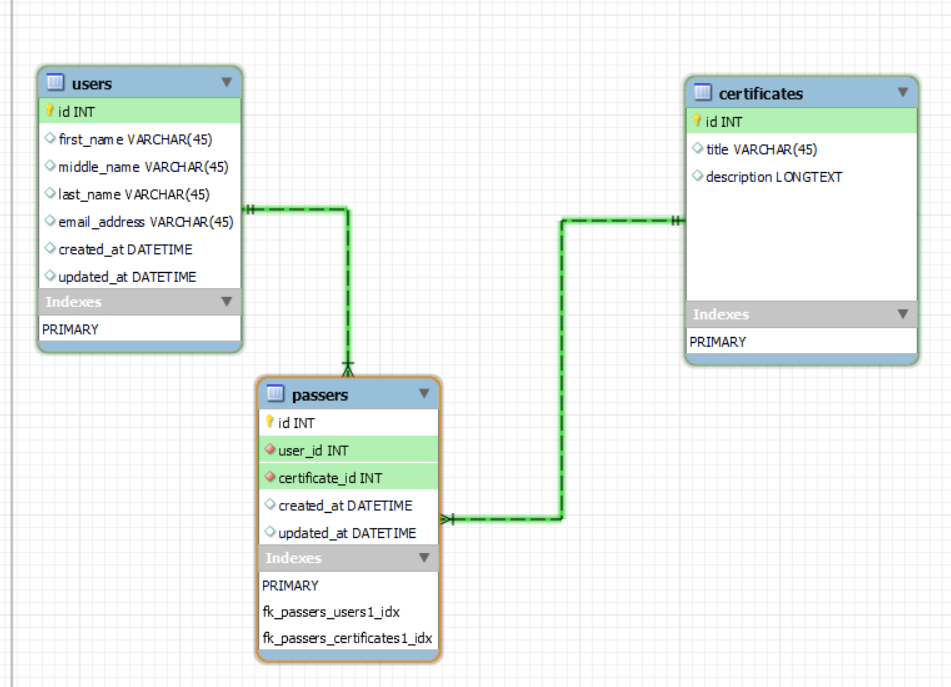 users
id INT
first_name VARCHAR(45)
middle_name VARCHAR(45)
last_name VARCHAR(45)
email_address VARCHAR(45)
created_at DATETIME
updated_at DATETIME
Indexes
PRIMARY
certificates
id INT
title VARCHAR(45)
description LONGTEXT
Indexes
PRIMARY
passers
id INT
user_id INT
certificate_id INT
created_at DATETIME
updated_at DATETIME
Indexes
PRIMARY
fk_passers_users1_idx
fk_passers_certificates1_idx